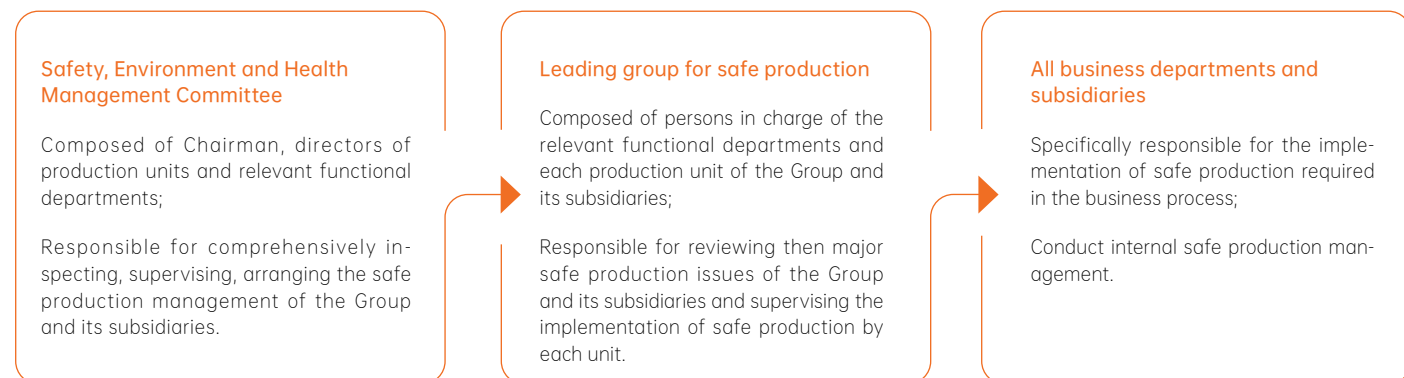 Safety, Environment and Health
Management Committee
Composed of Chairman, directors of
production units and relevant functional
departments;
Responsible for comprehensively in-
specting, supervising, arranging the safe
production management of the Group
and its subsidiaries.
Leading group for safe production
Composed of persons in charge of the
relevant functional departments and
each production unit of the Group and
its subsidiaries;
Responsible for reviewing then major
safe production issues of the Group
and its subsidiaries and supervising the
implementation of safe production by
each unit.
All business departments and
subsidiaries
Specifically responsible for the imple-
mentation of safe production required
in the business process;
Conduct internal safe production man-
agement.